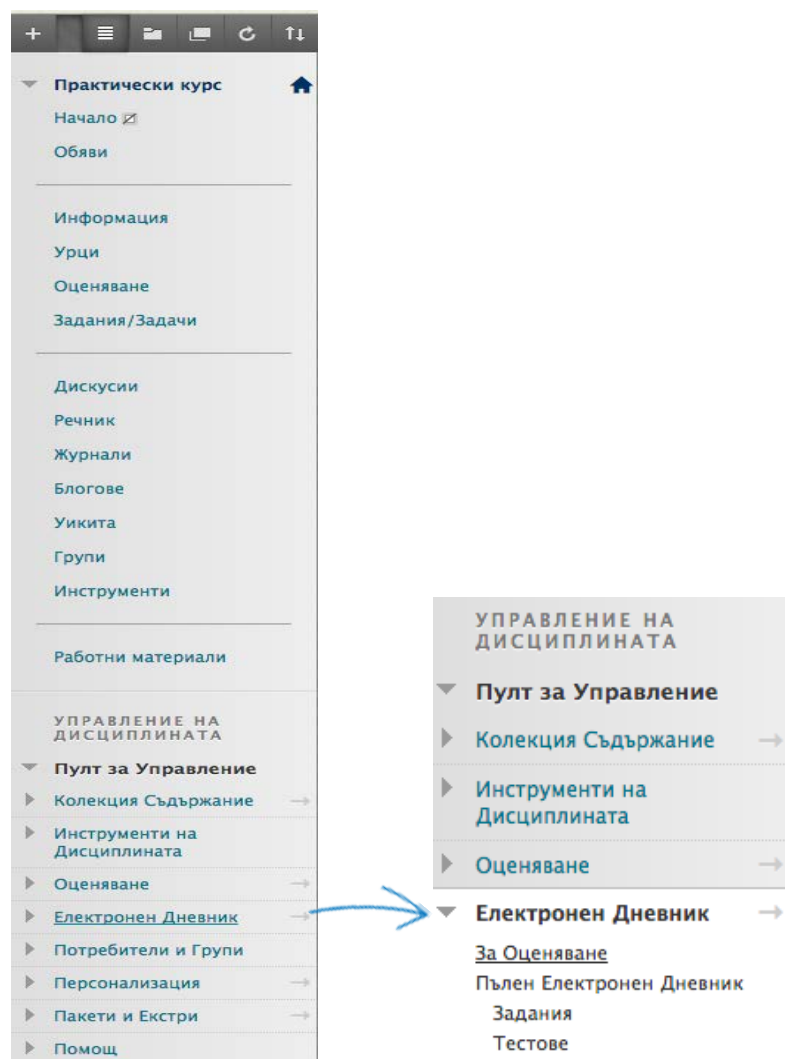 Практически курс
Начало
Обяви
Информация
Урци
Оценяване
Задания/Задачи
Дискусии
Речник
Журнали
Блогове
Уикита
Групи
Инструменти
Работни материали
УПРАВЛЕНИЕ НА
ДИСЦИПЛИНАТА
Пулт за Управление
Колекция Съдържание
Инструменти на
Дисциплината
Оценяване
Електронен Дневник
Потребители и Групи
Персонализация
Пакети и Екстри
Помощ
УПРАВЛЕНИЕ НА
ДИСЦИПЛИНАТА
Пулт за Управление
Колекция Съдържание
Инструменти на
Дисциплината
Оценяване
Електронен Дневник
За Оценяване
Пълен Електронен Дневник
Задания
Тестове